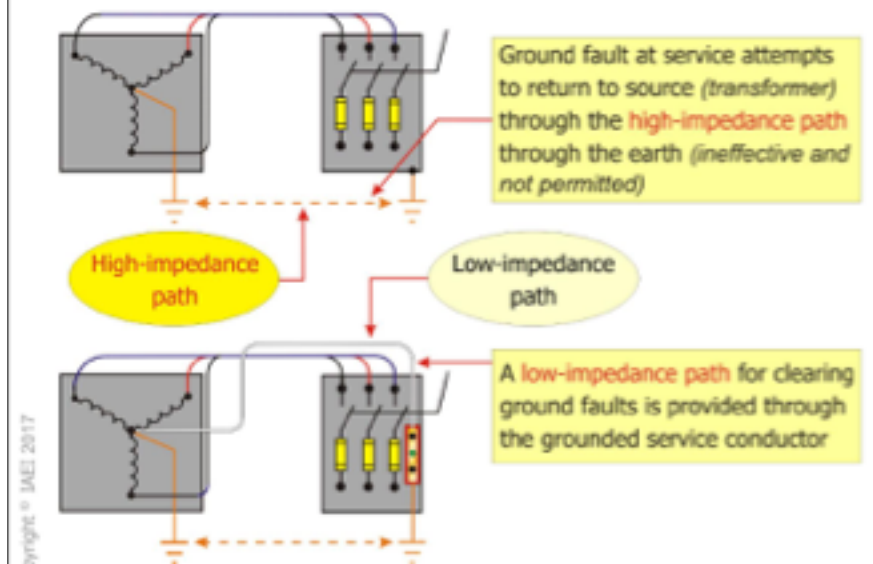 Ground fault at service attempts
to return to source (transformer)
through the high-impedance path
through the earth (ineffective and
not permitted)
High-impedance
path
Low-impedance
path
A low-impedance path for clearing
ground faults is provided through
the grounded service conductor
pyright © IAEI 2017